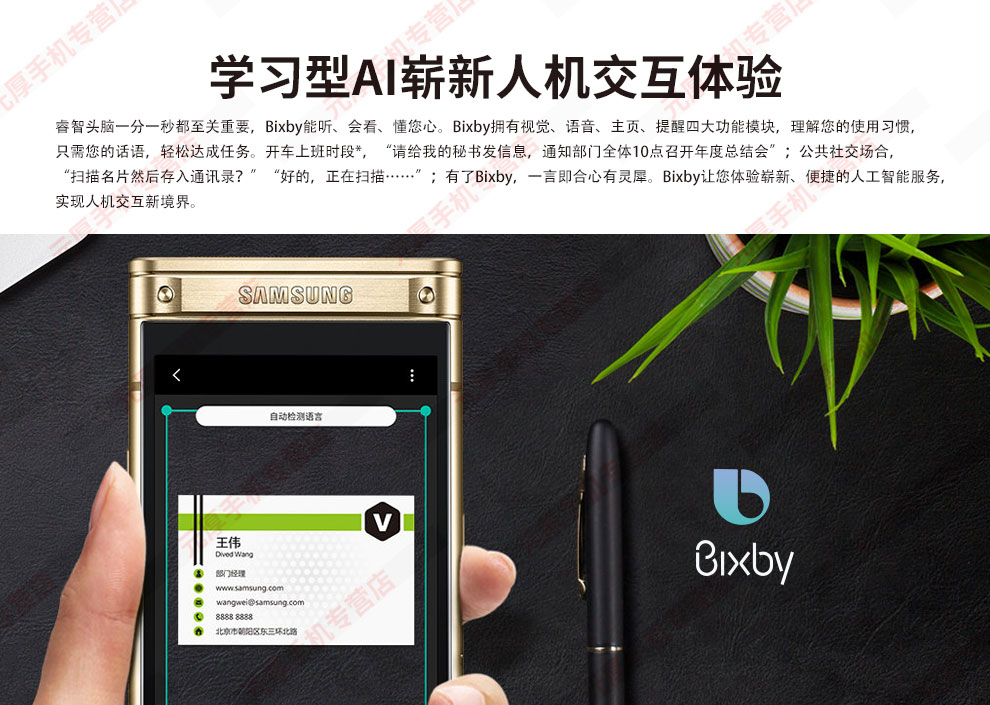 学习型AI崭新人机交互体验
睿智头脑一分一秒都至关重要，Bixby能听、会看、懂您心。Bixby拥有视觉、语音、主页、提醒四大功能模块，理解您的使用习惯，
只需您的话语，轻松达成任务。开车上班时段*，“请给我的秘书发信息，通知部门全体10点召开年度总结会”；公共社交场合，
“扫描名片然后存入通讯录？”“好的，正在扫描……”；有了Bixby，一言即合心有灵犀。Bixby让您体验崭新、便捷的人工智能服务，
实现人机交互新境界。
SAMSUNG
自动检测语言
V
王伟
Dived Wang
部门经理
www.samsung.com
wangwei@samsung.com
8888 8888
北京市朝阳区东三环北路
b
Bixby
元厚手机专营店